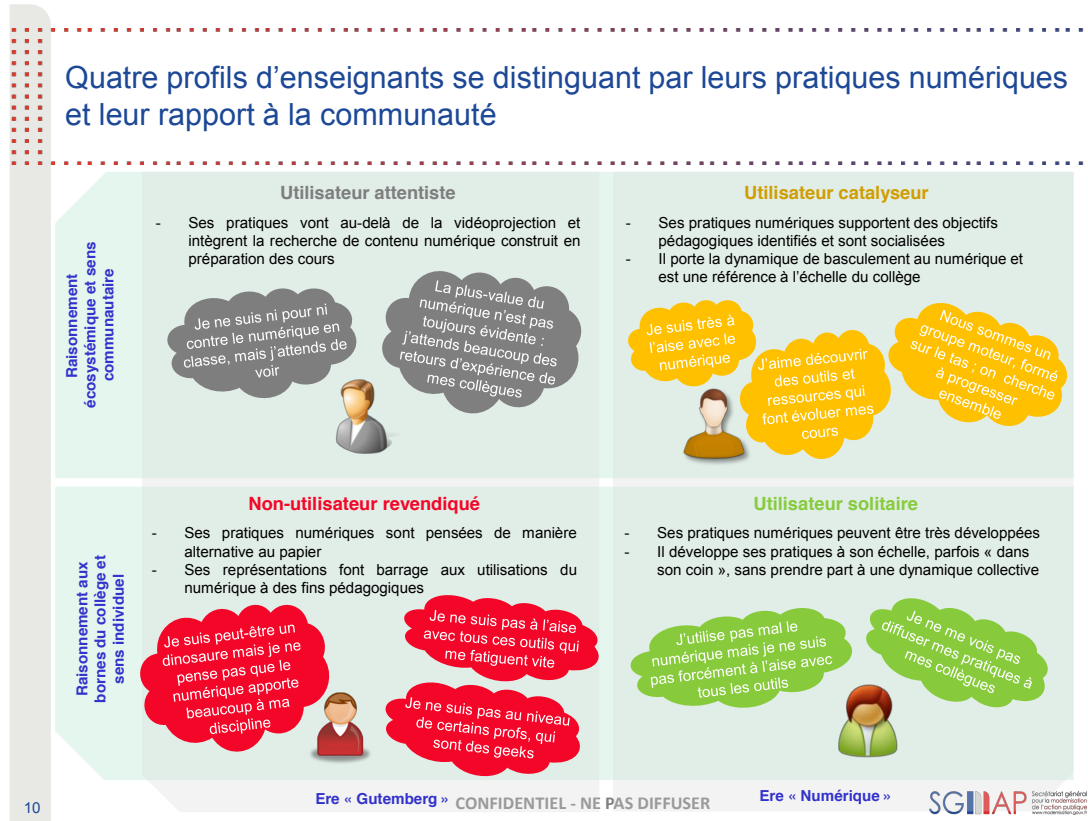 Quatre profils d'enseignants se distinguant par leurs pratiques numériques
et leur rapport à la communauté
Raisonnement
écosystémique et sens
communautaire
Utilisateur attentiste
- Ses pratiques vont au-delà de la vidéoprojection et
intègrent la recherche de contenu numérique construit en
préparation des cours
Je ne suis ni pour ni
contre le numérique en
classe, mais j'attends de
voir
La plus-value du
numérique n'est pas
toujours évidente :
j'attends beaucoup des
retours d'expérience de
mes collègues
Utilisateur catalyseur
- Ses pratiques numériques supportent des objectifs
pédagogiques identifiés et sont socialisées
- Il porte la dynamique de basculement au numérique et
est une référence à l'échelle du collège
Je suis très à
l'aise avec le
numérique
J'aime découvrir
des outils et
ressources qui
font évoluer mes
cours
Nous sommes un
groupe moteur, formé
sur le tas ; on cherche
à progresser
ensemble
Raisonnement aux
bornes du collège et
sens individuel
Non-utilisateur revendiqué
- Ses pratiques numériques sont pensées de manière
alternative au papier
- Ses représentations font barrage aux utilisations du
numérique à des fins pédagogiques
Je suis peut-être un
dinosaure mais je ne
pense pas que le
numérique apporte
beaucoup à ma
discipline
Je ne suis pas à l'aise
avec tous ces outils qui
me fatiguent vite
Je ne suis pas au niveau
de certains profs, qui
sont des geeks
Utilisateur solitaire
- Ses pratiques numériques peuvent être très développées
- Il développe ses pratiques à son échelle, parfois « dans
son coin », sans prendre part à une dynamique collective
J'utilise pas mal le
numérique mais je ne suis
pas forcément à l'aise avec
tous les outils
Je ne me vois pas
diffuser mes pratiques à
mes collègues
Ere « Gutemberg »
Ere « Numérique »
10
CONFIDENTIEL - NE PAS DIFFUSER
SGMAP
Secrétariat général
pour la modernisation
de l'action publique
www.modernisation.gouv.fr